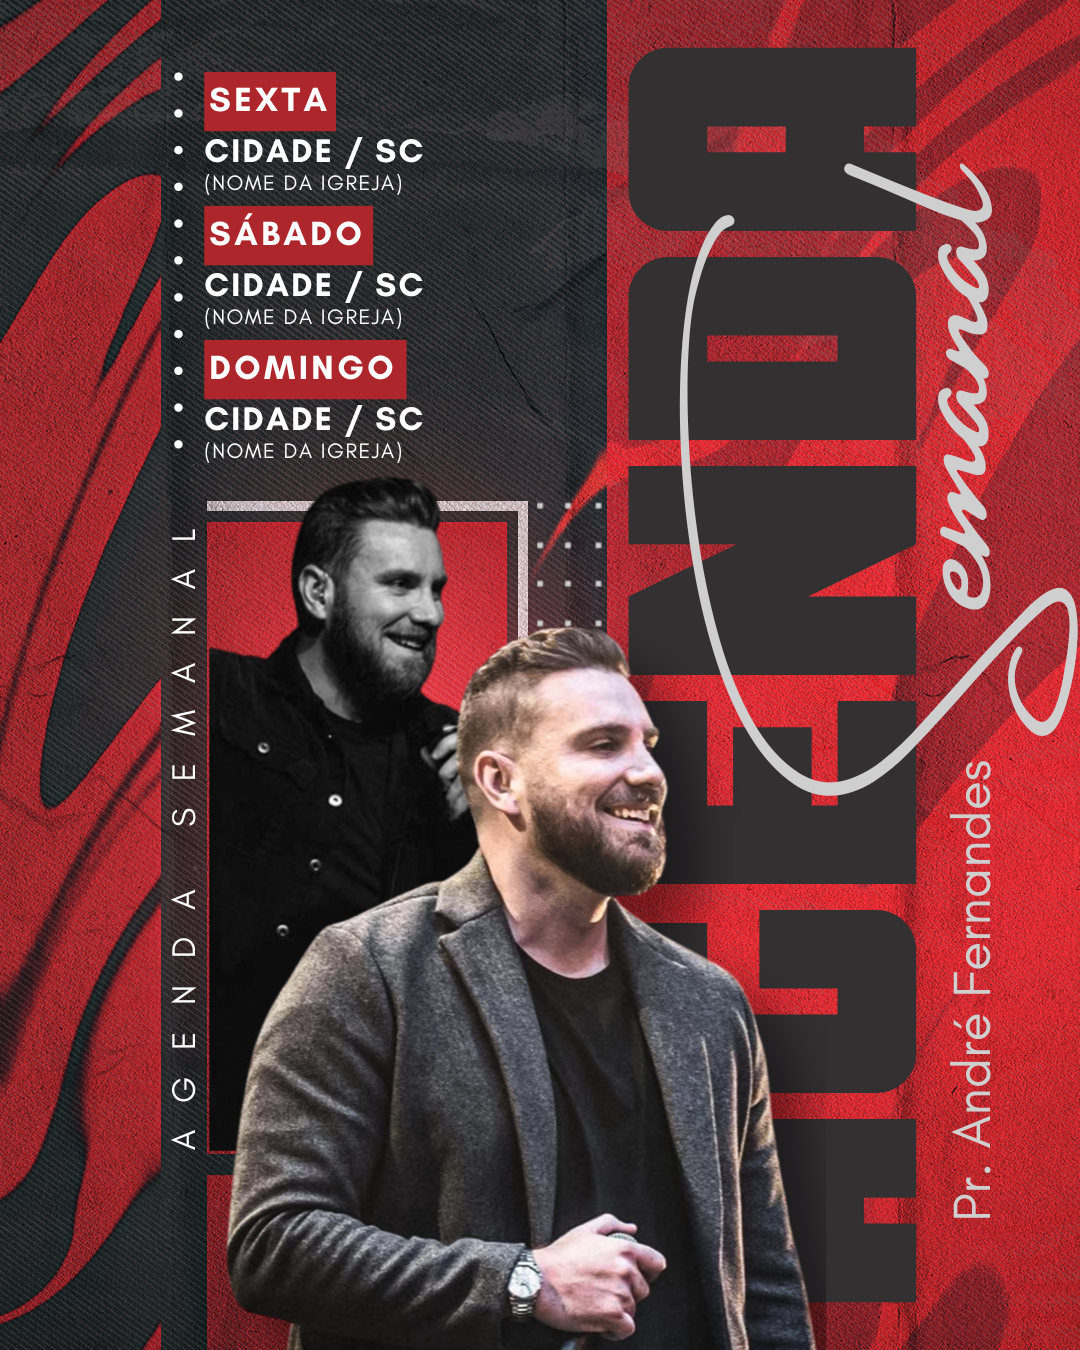 SEXTA
CIDADE / SC
(NOME DA IGREJA)
SÁBADO
CIDADE / SC
(NOME DA IGREJA)
DOMINGO
CIDADE / SC
(NOME DA IGREJA)
AGENDA SEMANAL
AGENDA
Semanal
Pr. André Fernandes